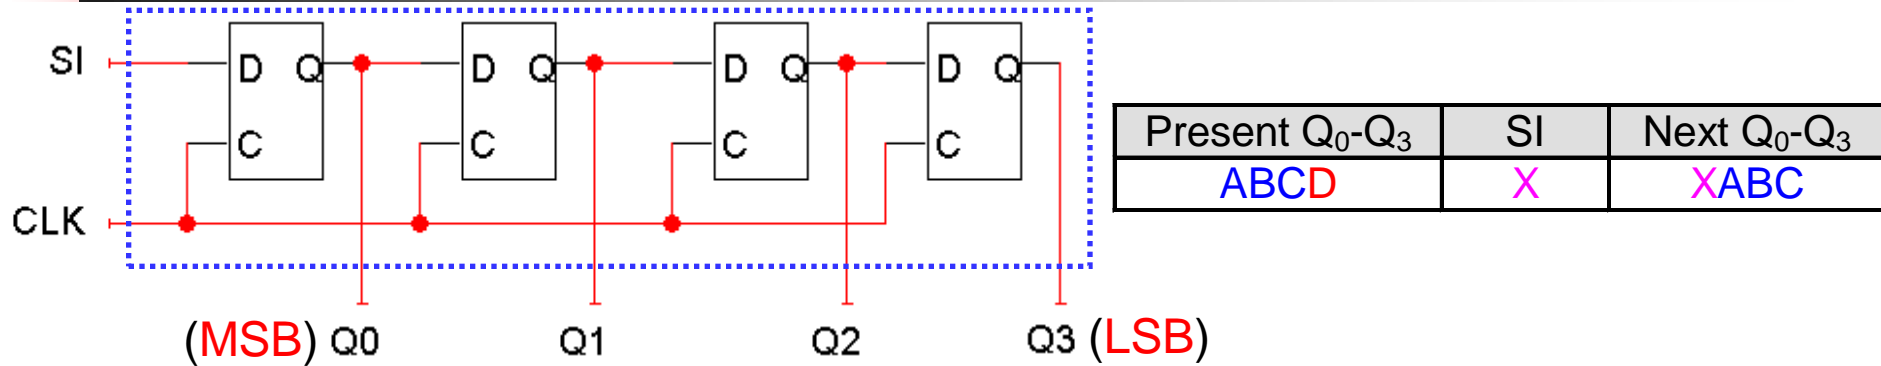 SI
D Q D Q D Q D Q
C C C C
CLK
(MSB) Q0 Q1 Q2 Q3 (LSB)
Present Q₀-Q₃ SI Next Q₀-Q₃
ABCD X XABC